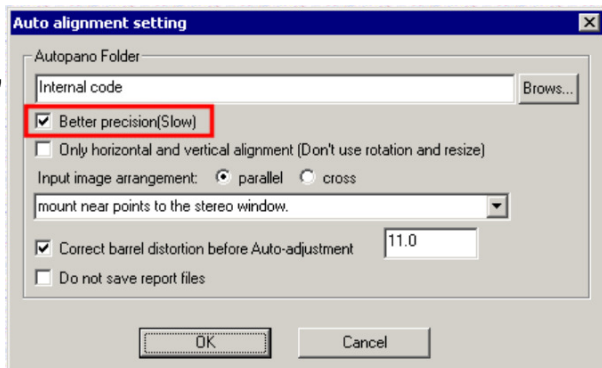 Auto alignment setting
Autopano Folder
Internal code
Brows...
Better precision(Slow)
Only horizontal and vertical alignment (Don't use rotation and resize)
Input image arrangement: parallel cross
mount near points to the stereo window.
Correct barrel distortion before Auto-adjustment 11.0
Do not save report files
OK Cancel